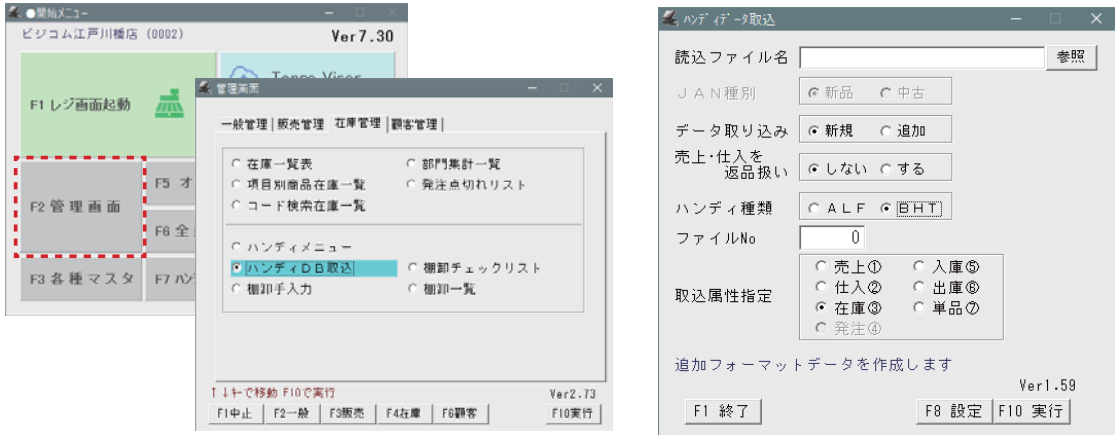 ●開始メニュー
ビジコム江戸川橋店 (0002)
Ver7.30
F1 レジ画面起動
F2 管理画面
F5 オ
F6 全
F3 各種マスタ
F7 ハン
管理画面
一般管理 販売管理 在庫管理 顧客管理
在庫一覧表 部門集計一覧
項目別商品在庫一覧 発注点切れリスト
コード検索在庫一覧
ハンディメニュー
ハンディDB取込 棚卸チェックリスト
棚卸手入力 棚卸一覧
↑↓キーで移動 F10で実行
Ver2.73
F1中止 F2一般 F3販売 F4在庫 F6顧客 F10実行
ハンディデータ取込
読込ファイル名 参照
JAN種別 新品 中古
データ取り込み 新規 追加
売上・仕入を
返品扱い しない する
ハンディ種類 ALF BHT
ファイルNo 0
取込属性指定
売上① 入庫⑤
仕入② 出庫⑥
在庫③ 単品⑦
発注④
追加フォーマットデータを作成します
Ver1.59
F1 終了 F8 設定 F10 実行